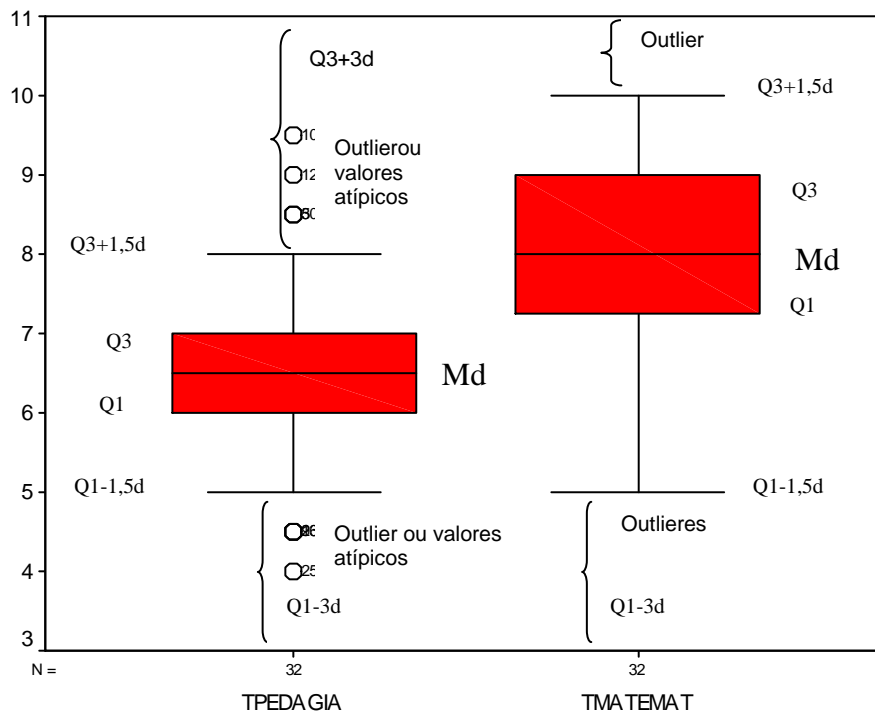 11
10
9
8
7
6
5
4
3
Q3+3d
Outlierou
valores
atípicos
Q3+1,5d
Q3
Md
Q1
Q1-1,5d
Outlier ou valores
atípicos
Q1-3d
12
25
Outlier
Q3+1,5d
Q3
Md
Q1
Q1-1,5d
Outlieres
Q1-3d
N =
32
32
TPEDAGIA
TMATEMAT